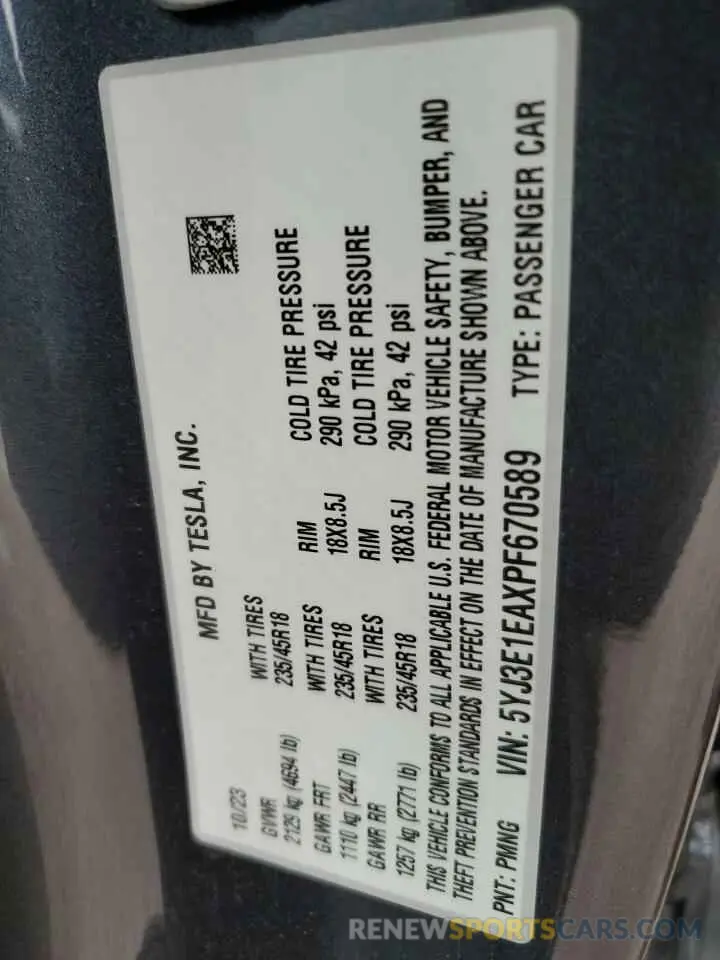 MFD BY TESLA, INC.
10/23
GVWR WITH TIRES
2129 kg (4694 lb) 235/45R18
GAWR FRT WITH TIRES RIM COLD TIRE PRESSURE
1110 kg (2447 lb) 235/45R18 18X8.5J 290 kPa, 42 psi
GAWR RR WITH TIRES RIM COLD TIRE PRESSURE
1257 kg (2771 lb) 235/45R18 18X8.5J 290 kPa, 42 psi
THIS VEHICLE CONFORMS TO ALL APPLICABLE U.S. FEDERAL MOTOR VEHICLE SAFETY, BUMPER, AND
THEFT PREVENTION STANDARDS IN EFFECT ON THE DATE OF MANUFACTURE SHOWN ABOVE.
PNT: PMNG VIN: 5YJ3E1EAXPF670589 TYPE: PASSENGER CAR
RENEWSPORTSCARS.COM